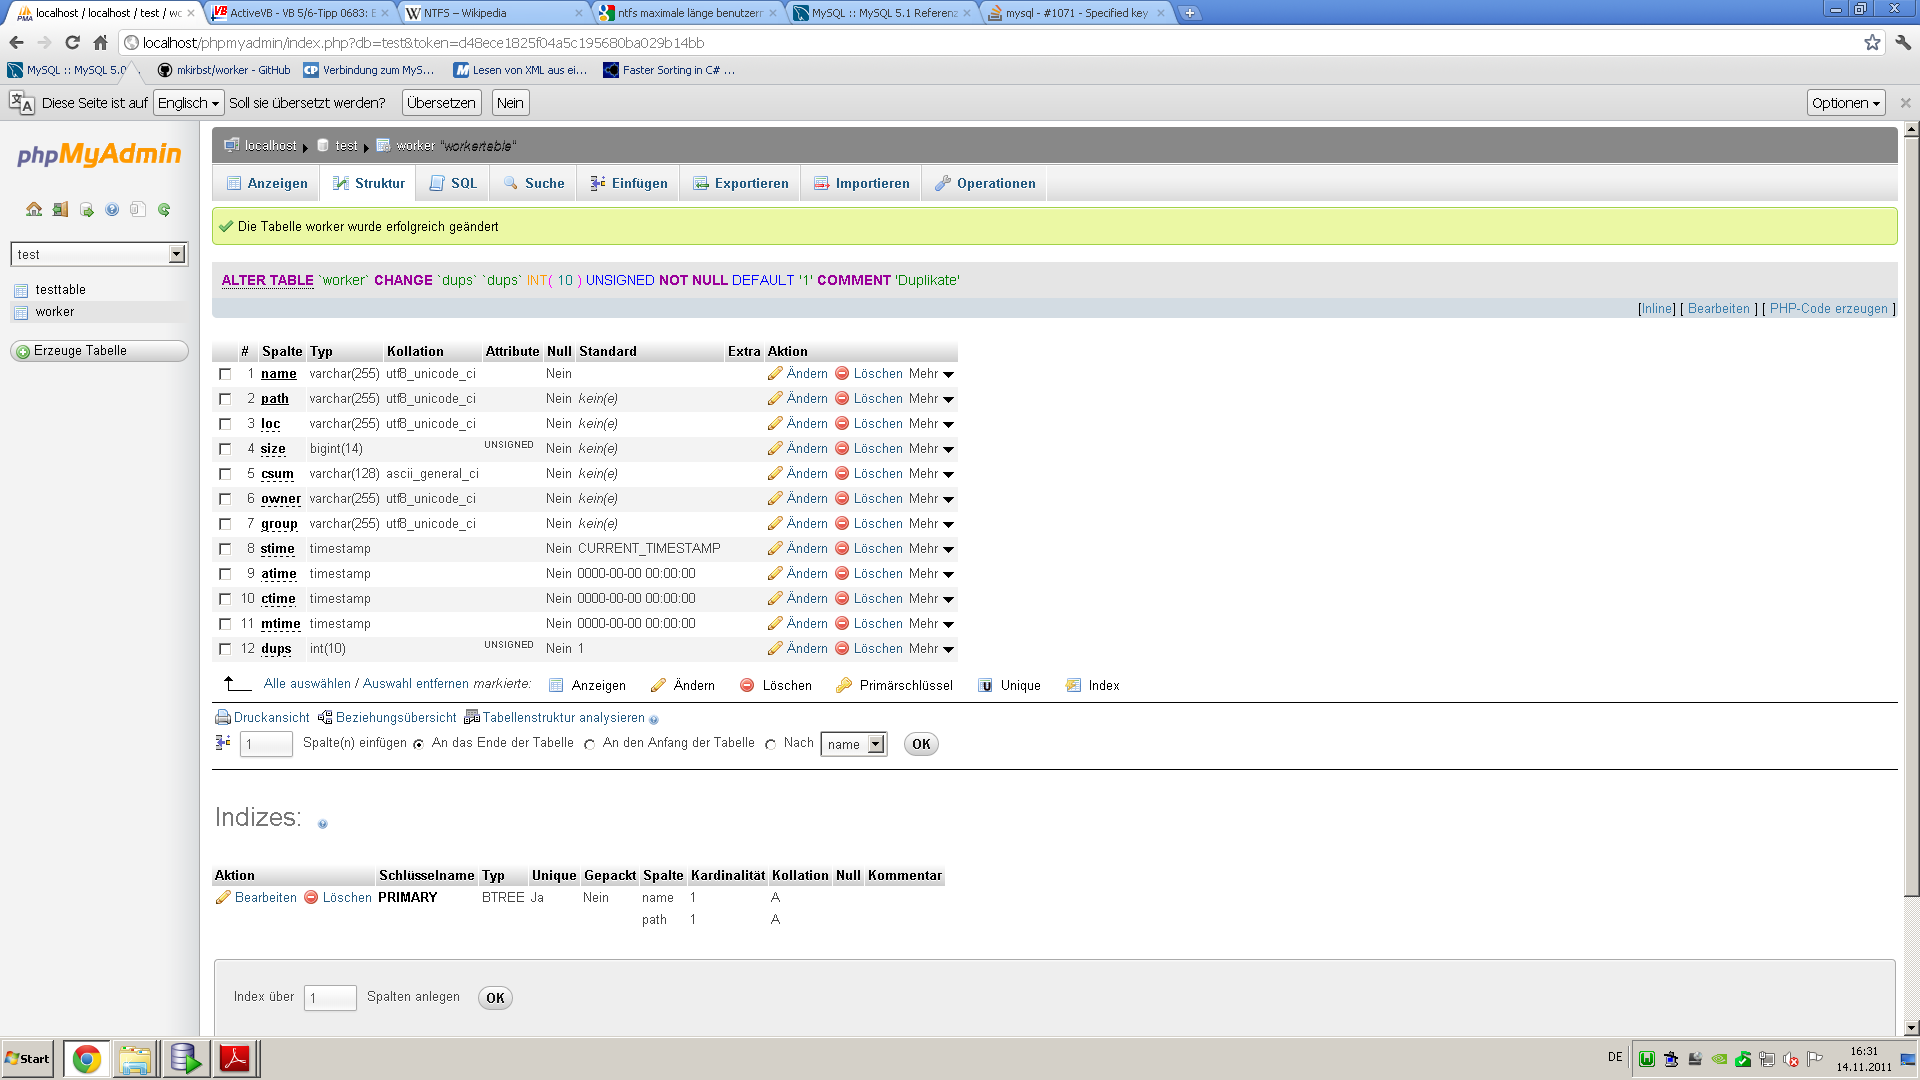 localhost / localhost / test / wo
ActiveVB - VB 5/6-Tipp 0683: E
NTFS – Wikipedia
ntfs maximale länge benutzern
MySQL :: MySQL 5.1 Referenz
mysql - #1071 - Specified key
localhost/phpmyadmin/index.php?db=test&token=d48ece1825f04a5c195680ba029b14bb
MySQL :: MySQL 5.0
mkirbst/worker - GitHub
Verbindung zum MyS...
Lesen von XML aus ei...
Faster Sorting in C# ...
Diese Seite ist auf Englisch Soll sie übersetzt werden? Übersetzen Nein Optionen
phpMyAdmin
localhost test worker "workertable"
Anzeigen Struktur SQL Suche Einfügen Exportieren Importieren Operationen
Die Tabelle worker wurde erfolgreich geändert
test
testtable
worker
Erzeuge Tabelle
ALTER TABLE `worker` CHANGE `dups` `dups` INT( 10 ) UNSIGNED NOT NULL DEFAULT '1' COMMENT 'Duplikate'
[Inline] [ Bearbeiten ] [ PHP-Code erzeugen ]
# Spalte Typ Kollation Attribute Null Standard Extra Aktion
1 name varchar(255) utf8_unicode_ci Nein Ändern Löschen Mehr
2 path varchar(255) utf8_unicode_ci Nein kein(e) Ändern Löschen Mehr
3 loc varchar(255) utf8_unicode_ci Nein kein(e) Ändern Löschen Mehr
4 size bigint(14) UNSIGNED Nein kein(e) Ändern Löschen Mehr
5 csum varchar(128) ascii_general_ci Nein kein(e) Ändern Löschen Mehr
6 owner varchar(255) utf8_unicode_ci Nein kein(e) Ändern Löschen Mehr
7 group varchar(255) utf8_unicode_ci Nein kein(e) Ändern Löschen Mehr
8 stime timestamp Nein CURRENT_TIMESTAMP Ändern Löschen Mehr
9 atime timestamp Nein 0000-00-00 00:00:00 Ändern Löschen Mehr
10 ctime timestamp Nein 0000-00-00 00:00:00 Ändern Löschen Mehr
11 mtime timestamp Nein 0000-00-00 00:00:00 Ändern Löschen Mehr
12 dups int(10) UNSIGNED Nein 1 Ändern Löschen Mehr
Alle auswählen / Auswahl entfernen markierte: Anzeigen Ändern Löschen Primärschlüssel Unique Index
Druckansicht Beziehungsübersicht Tabellenstruktur analysieren
1 Spalte(n) einfügen An das Ende der Tabelle An den Anfang der Tabelle Nach name OK
Indizes:
Aktion Schlüsselname Typ Unique Gepackt Spalte Kardinalität Kollation Null Kommentar
Bearbeiten Löschen PRIMARY BTREE Ja Nein name 1 A
path 1 A
Index über 1 Spalten anlegen OK
Start
DE
16:31
14.11.2011